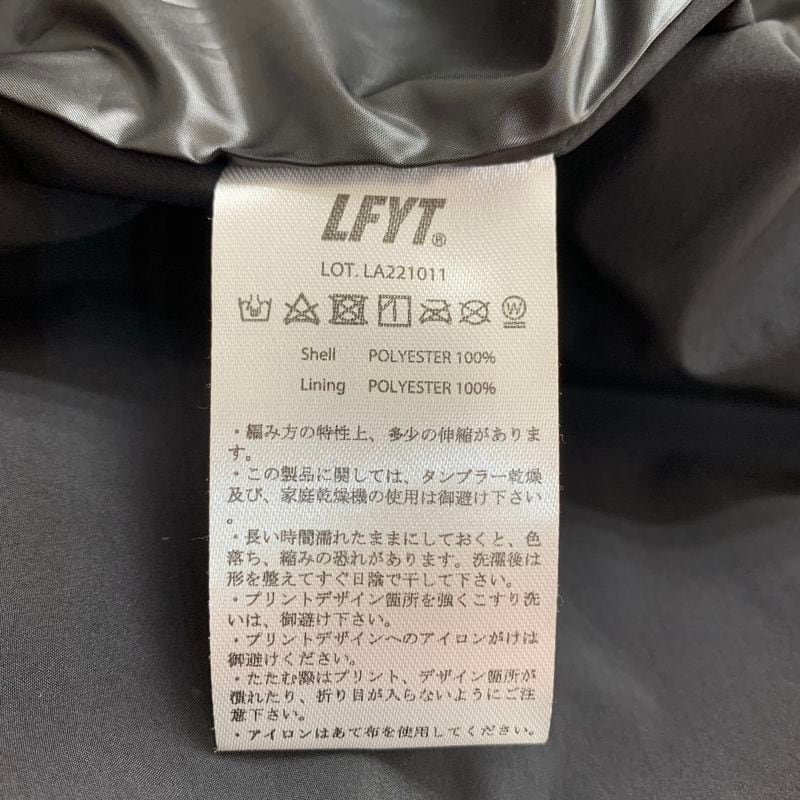 LFYT®
LOT. LA221011
W
Shell POLYESTER 100%
Lining POLYESTER 100%
・編み方の特性上、多少の伸縮がありま
す。
・この製品に関しては、タンブラー乾燥
及び、家庭乾燥機の使用は御避け下さい
。
・長い時間濡れたままにしておくと、色
落ち、縮みの恐れがあります。洗濯後は
形を整えてすぐ日陰で干して下さい。
・プリントデザイン箇所を強くこすり洗
いは、御避け下さい。
・プリントデザインへのアイロンがけは
御避けください。
・たたむ際はプリント、デザイン箇所が
潰れたり、折り目が入らないようにご注
意下さい。
・アイロンはあて布を使用してください。